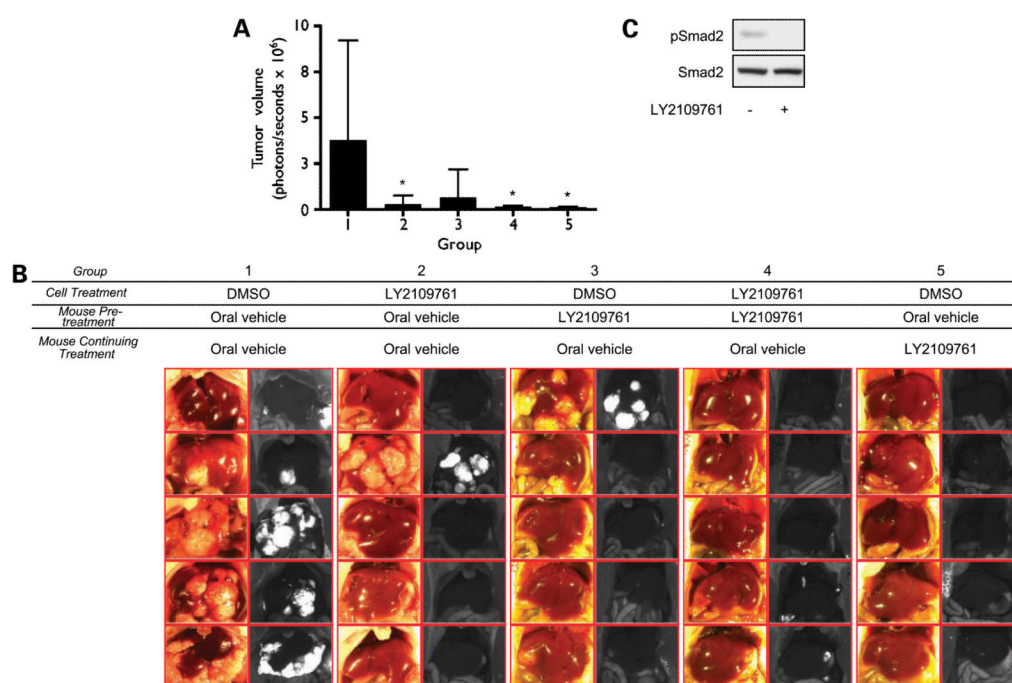 A
10
8
5
3
0
Tumor volume
(photons/seconds x 10⁶)
*
*
*
1 2 3 4 5
Group
C
pSmad2
Smad2
LY2109761 - +
B
Group 1 2 3 4 5
Cell Treatment DMSO LY2109761 DMSO LY2109761 DMSO
Mouse Pre-
treatment Oral vehicle Oral vehicle LY2109761 LY2109761 Oral vehicle
Mouse Continuing
Treatment Oral vehicle Oral vehicle Oral vehicle Oral vehicle LY2109761